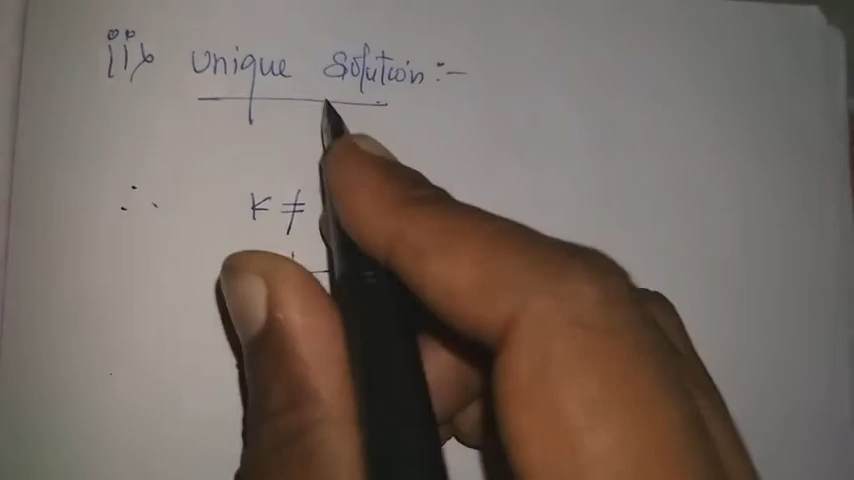 ii) Unique Solution :-
∴ K ≠